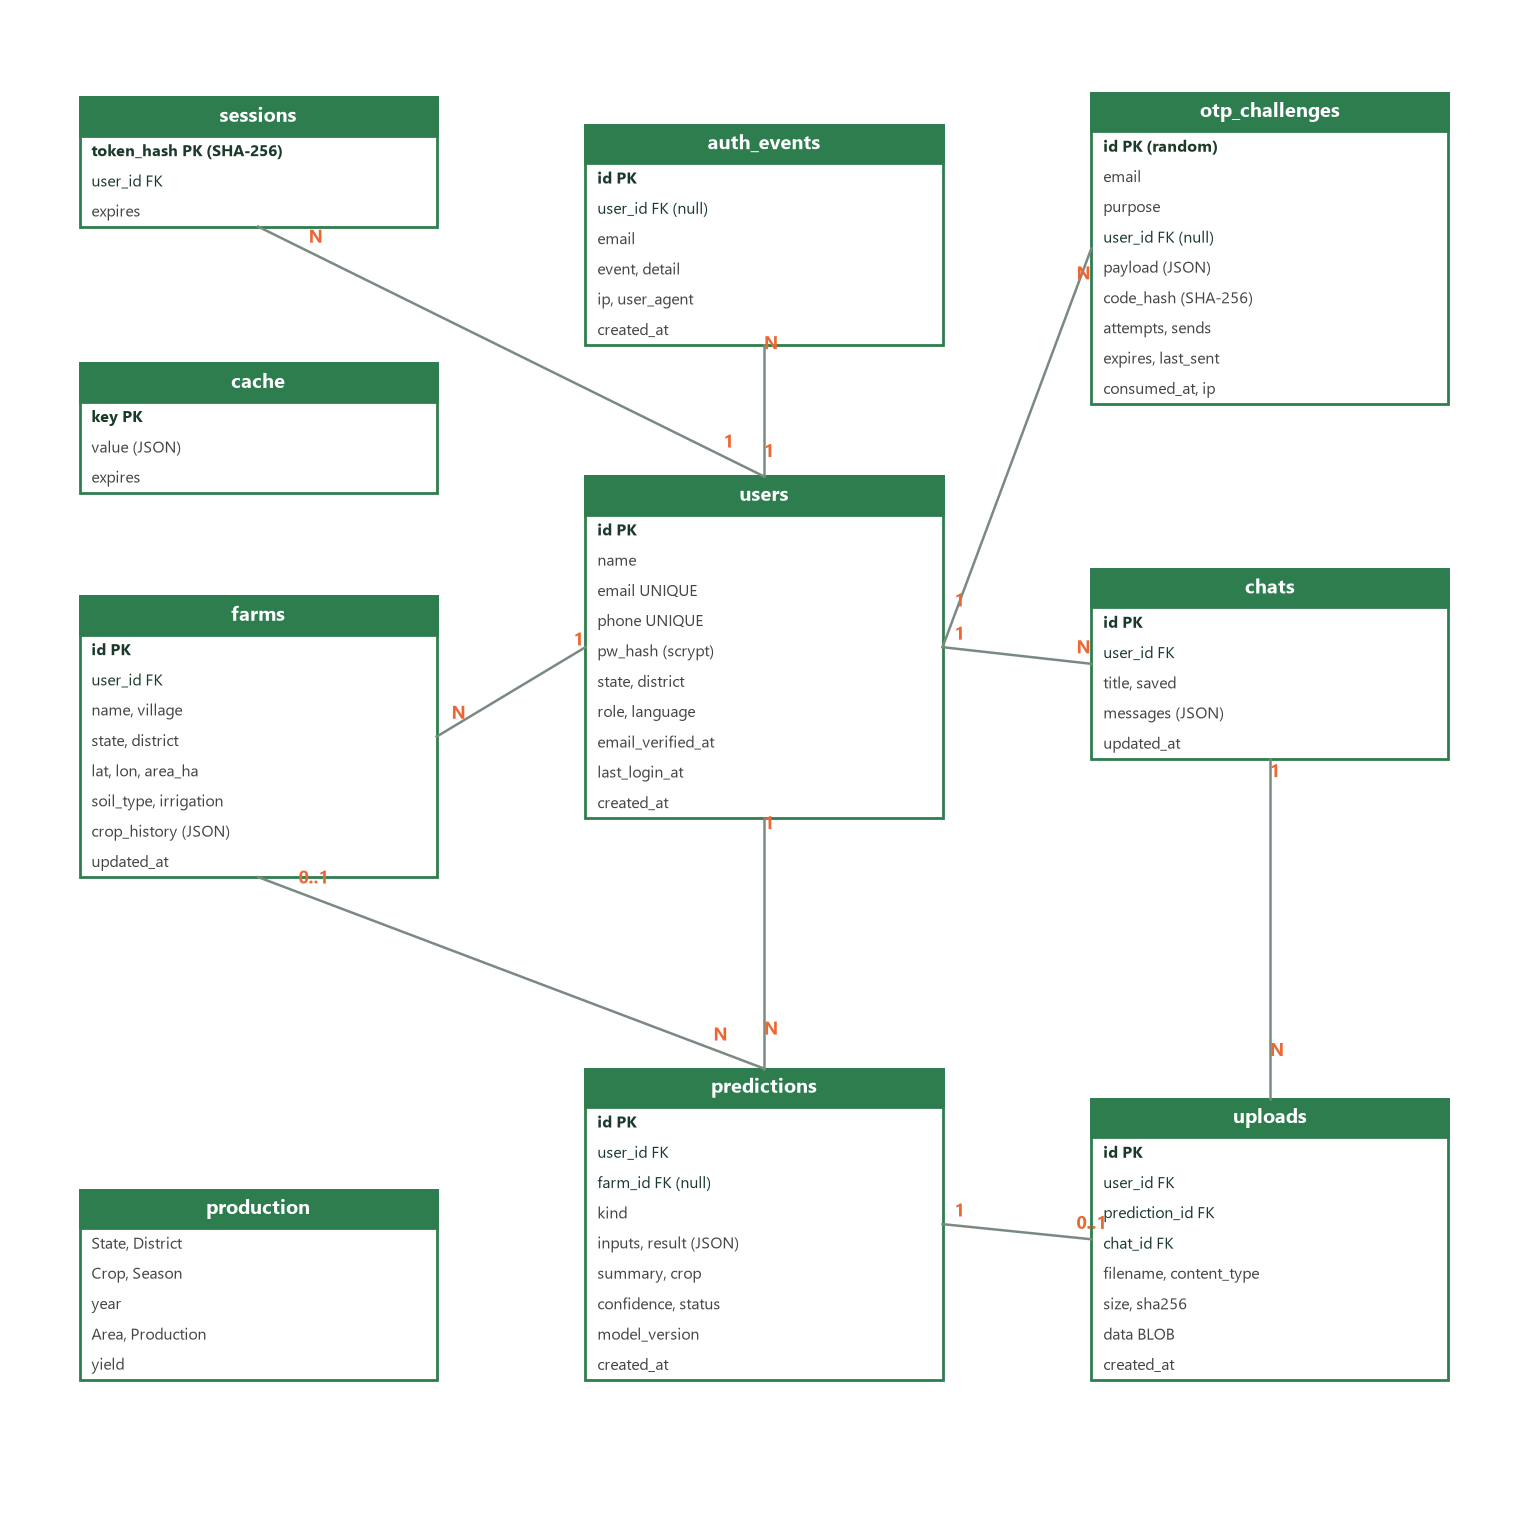 sessions
token_hash PK (SHA-256)
user_id FK
expires
N
auth_events
id PK
user_id FK (null)
email
event, detail
ip, user_agent
created_at
N
otp_challenges
id PK (random)
email
purpose
user_id FK (null)
payload (JSON)
code_hash (SHA-256)
attempts, sends
expires, last_sent
consumed_at, ip
N
cache
key PK
value (JSON)
expires
1
1
users
id PK
name
email UNIQUE
phone UNIQUE
pw_hash (scrypt)
state, district
role, language
email_verified_at
last_login_at
created_at
1
1
1
N
1
chats
id PK
user_id FK
title, saved
messages (JSON)
updated_at
1
farms
id PK
user_id FK
name, village
state, district
lat, lon, area_ha
soil_type, irrigation
crop_history (JSON)
updated_at
N
0..1
N
N
predictions
id PK
user_id FK
farm_id FK (null)
kind
inputs, result (JSON)
summary, crop
confidence, status
model_version
created_at
1
0..1
N
uploads
id PK
user_id FK
prediction_id FK
chat_id FK
filename, content_type
size, sha256
data BLOB
created_at
production
State, District
Crop, Season
year
Area, Production
yield